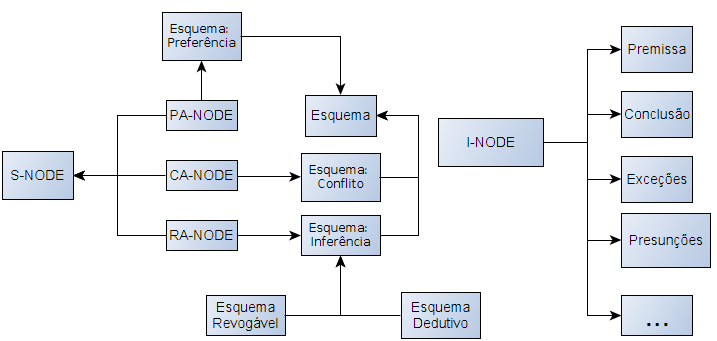 Esquema:
Preferência
PA-NODE
Esquema
S-NODE
CA-NODE
Esquema:
Conflito
RA-NODE
Esquema:
Inferência
Esquema
Revogável
Esquema
Dedutivo
I-NODE
Premissa
Conclusão
Exceções
Presunções
...